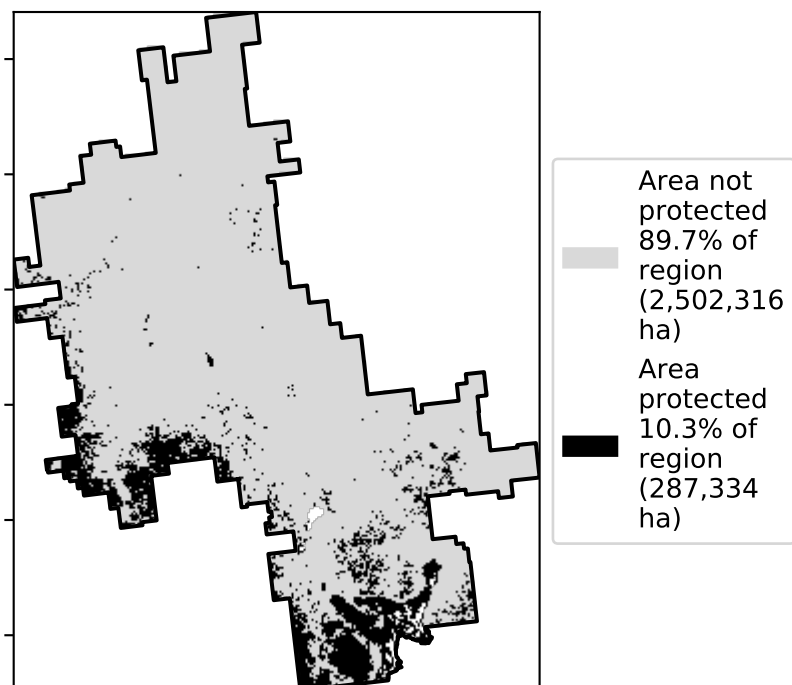 Area not
protected
89.7% of
region
(2,502,316
ha)
Area
protected
10.3% of
region
(287,334
ha)